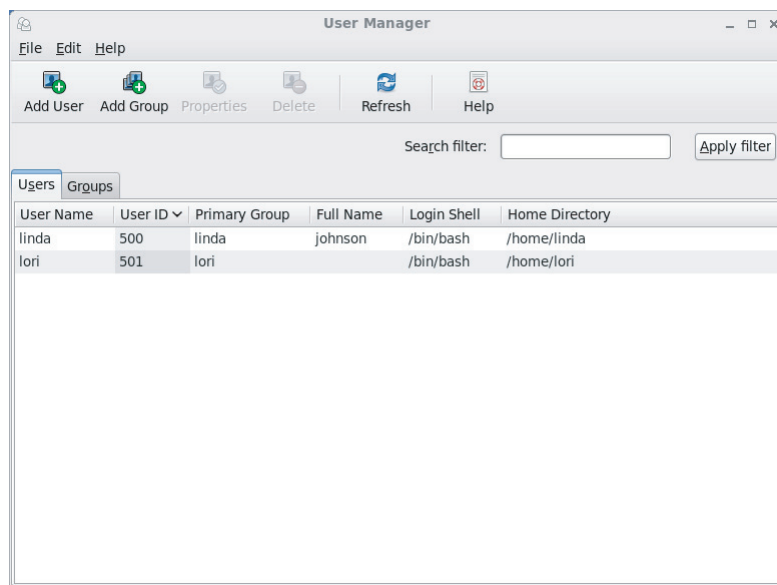 User Manager
File Edit Help
Add User Add Group Properties Delete Refresh Help
Search filter: Apply filter
Users Groups
User Name User ID Primary Group Full Name Login Shell Home Directory
linda 500 linda johnson /bin/bash /home/linda
lori 501 lori /bin/bash /home/lori